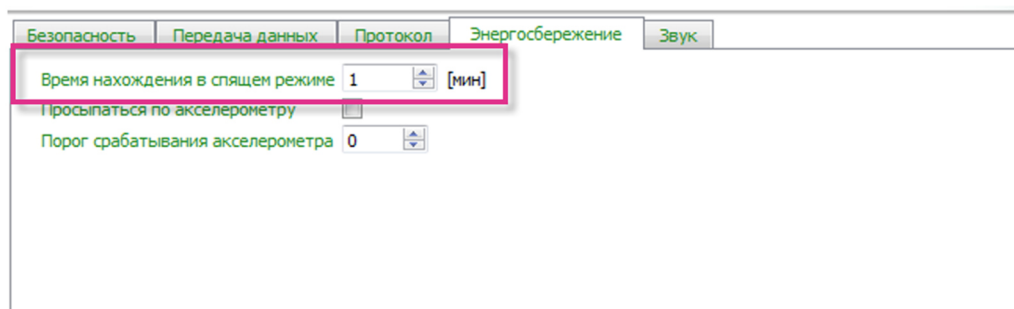 Безопасность Передача данных Протокол Энергосбережение Звук
Время нахождения в спящем режиме 1 [мин]
Просыпаться по акселерометру
Порог срабатывания акселерометра 0